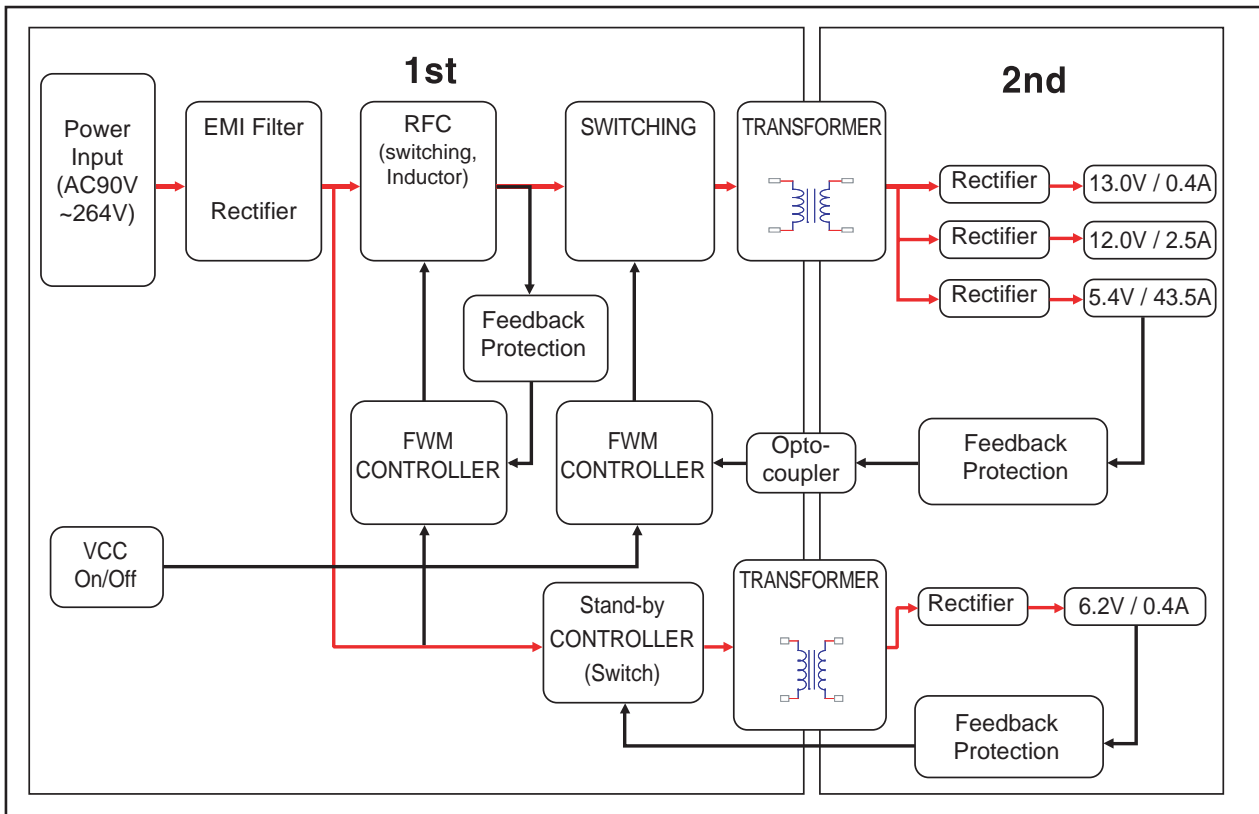 1st
2nd
Power
Input
(AC90V
~264V)
EMI Filter
Rectifier
RFC
(switching,
Inductor)
SWITCHING
TRANSFORMER
Rectifier
13.0V / 0.4A
Rectifier
12.0V / 2.5A
Rectifier
5.4V / 43.5A
Feedback
Protection
FWM
CONTROLLER
FWM
CONTROLLER
Opto-
coupler
Feedback
Protection
VCC
On/Off
Stand-by
CONTROLLER
(Switch)
TRANSFORMER
Rectifier
6.2V / 0.4A
Feedback
Protection